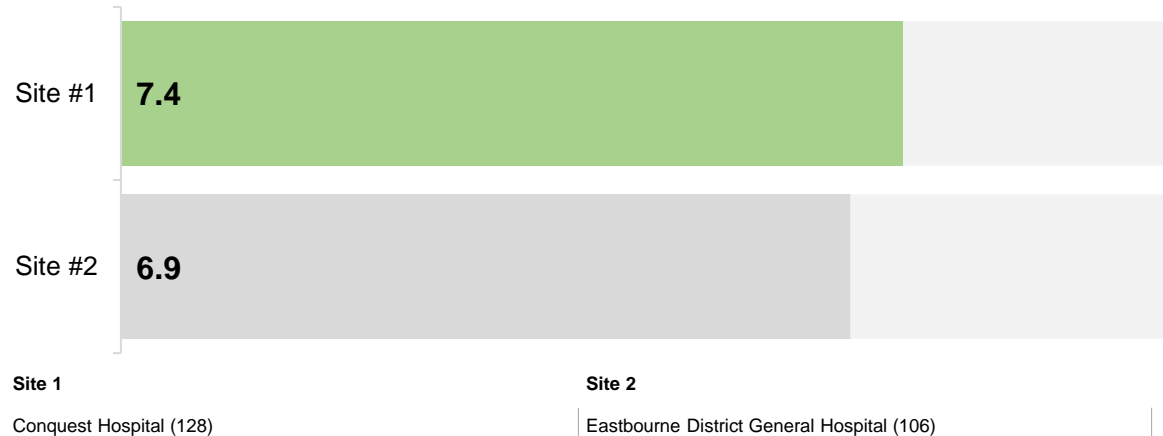 Site #1 7.4
Site #2 6.9
Site 1 Site 2
Conquest Hospital (128) Eastbourne District General Hospital (106)